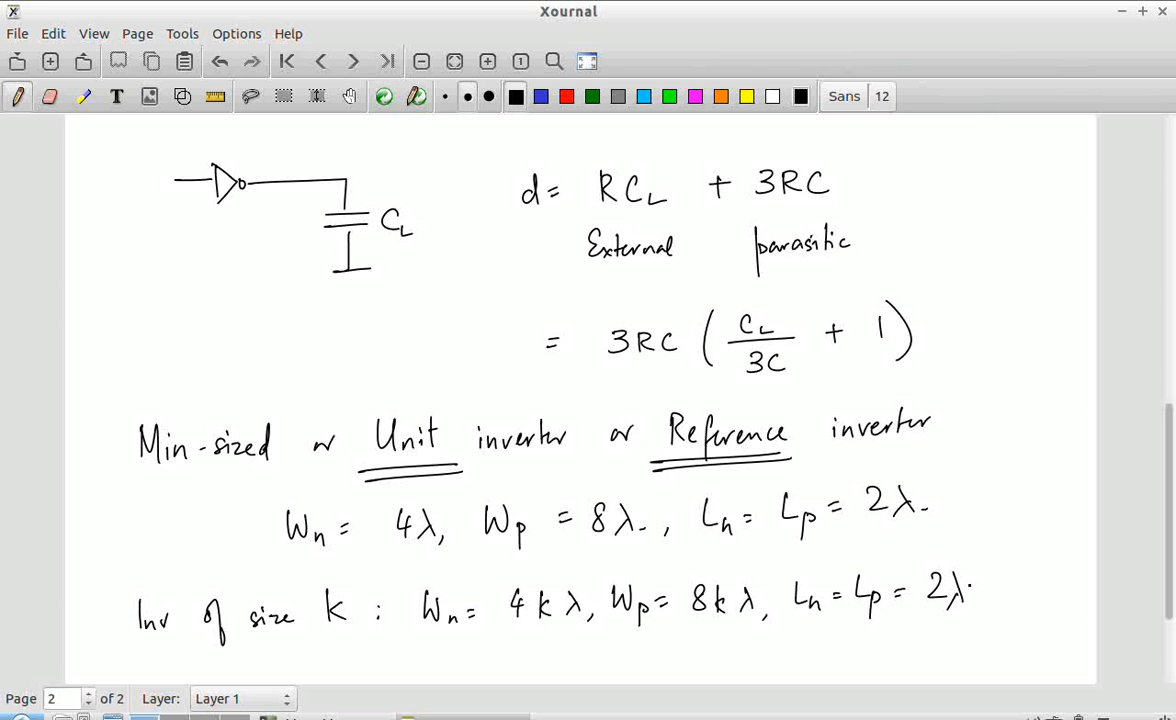 Xournal
File Edit View Page Tools Options Help
Sans 12
C_L
d = RC_L + 3RC
External parasitic
= 3RC ( C_L / 3C + 1 )
Min-sized or Unit inverter or Reference inverter
W_n = 4λ, W_p = 8λ, L_n = L_p = 2λ
Inv of size k : W_n = 4kλ, W_p = 8kλ, L_n = L_p = 2λ
Page 2 of 2 Layer: Layer 1